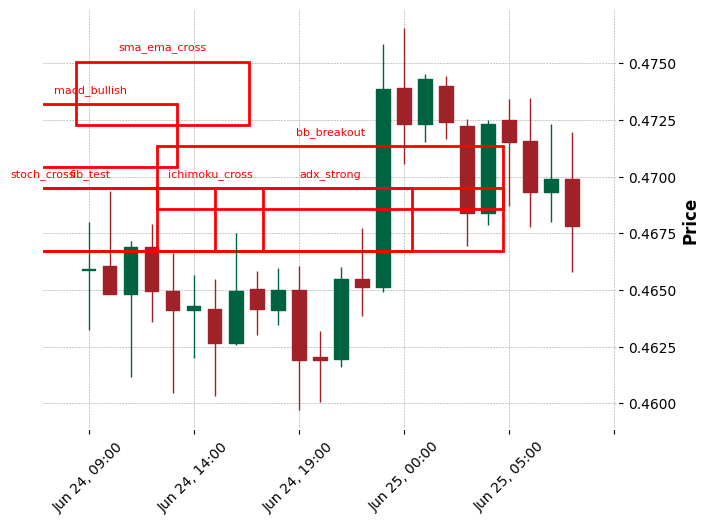 sma_ema_cross
macd_bullish
bb_breakout
stoch_cross
fib_test
ichimoku_cross
adx_strong
0.4750
0.4725
0.4700
0.4675
0.4650
0.4625
0.4600
Price
Jun 24, 09:00
Jun 24, 14:00
Jun 24, 19:00
Jun 25, 00:00
Jun 25, 05:00